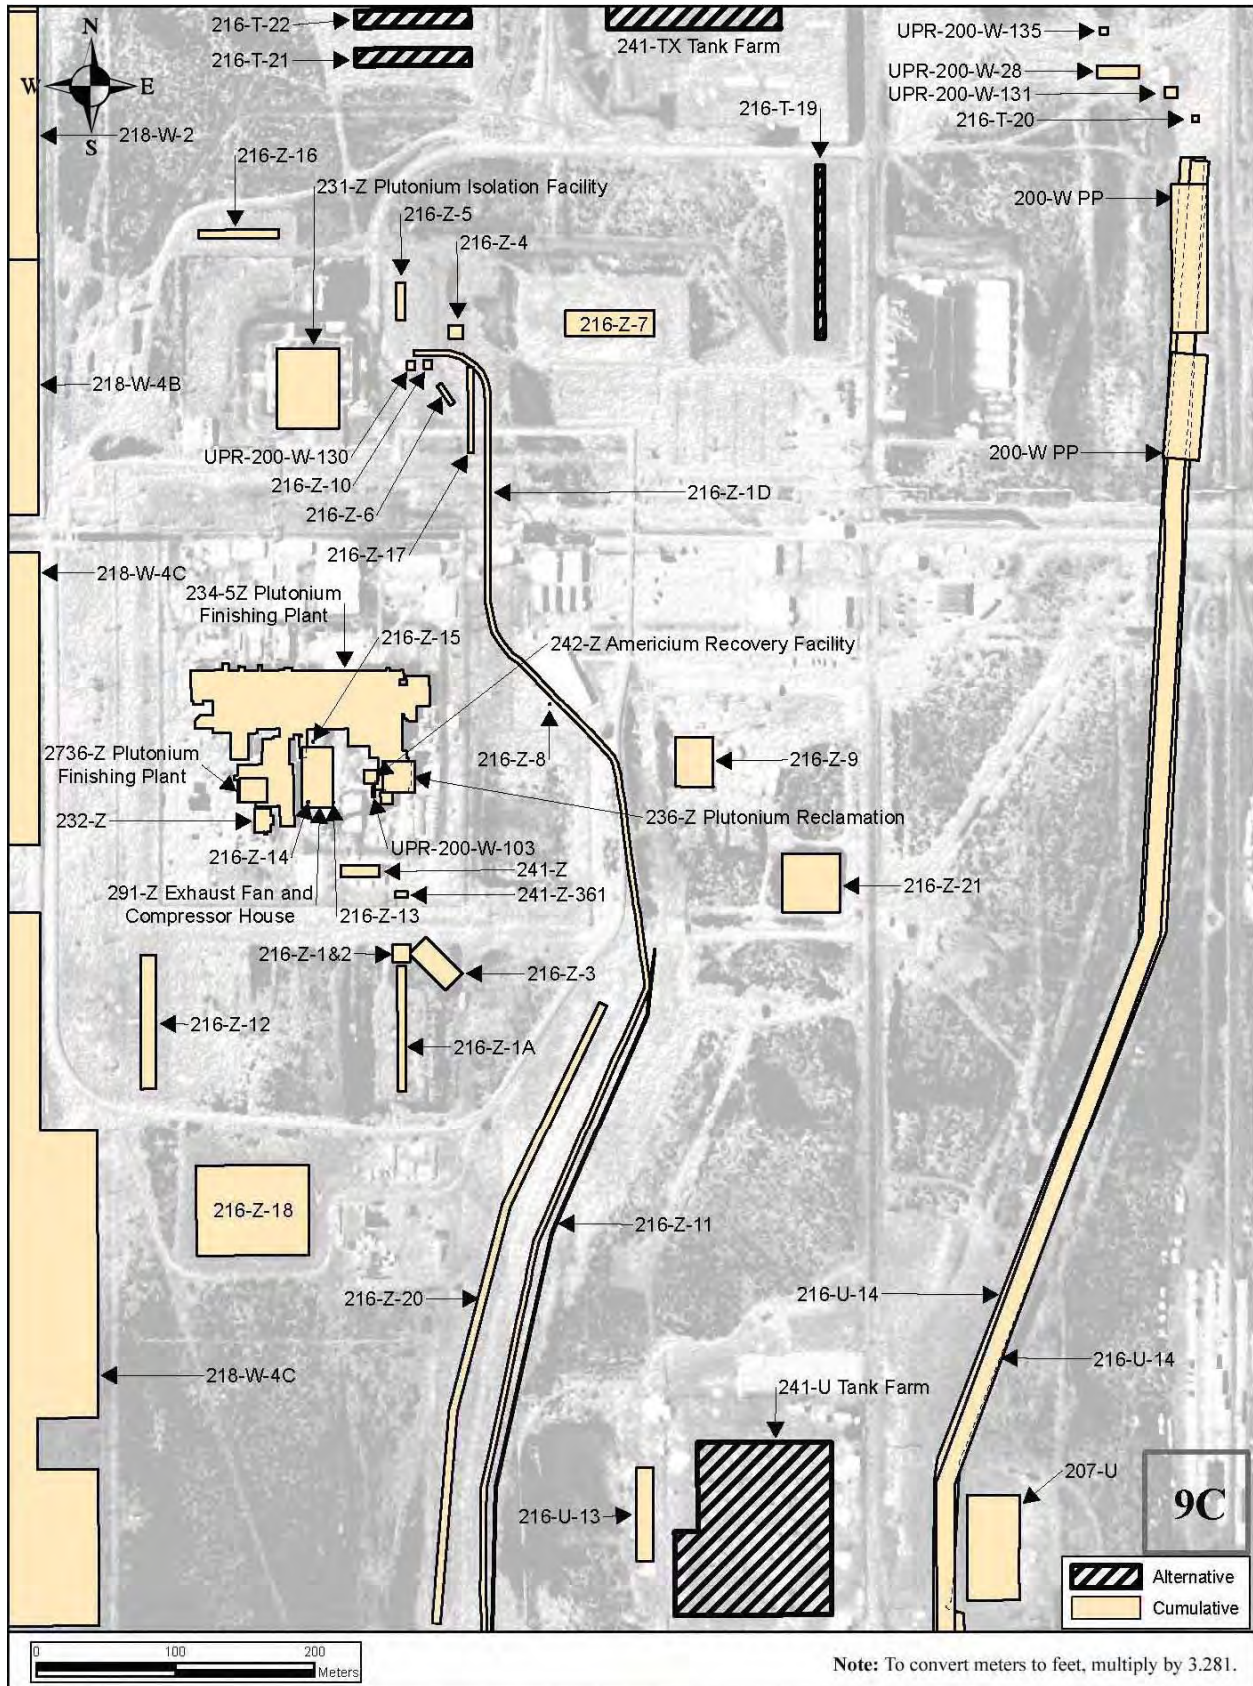 216-T-22
241-TX Tank Farm
UPR-200-W-135
N
216-T-21
UPR-200-W-28
W
E
UPR-200-W-131
216-T-19
216-T-20
218-W-2
S
216-Z-16
231-Z Plutonium Isolation Facility
200-W PP
216-Z-5
216-Z-4
216-Z-7
218-W-4B
UPR-200-W-130
200-W PP
216-Z-10
216-Z-1D
216-Z-6
216-Z-17
218-W-4C
234-5Z Plutonium
Finishing Plant
216-Z-15
242-Z Americium Recovery Facility
2736-Z Plutonium
Finishing Plant
216-Z-8
216-Z-9
232-Z
236-Z Plutonium Reclamation
216-Z-14
UPR-200-W-103
241-Z
291-Z Exhaust Fan and
Compressor House
216-Z-13
241-Z-361
216-Z-21
216-Z-1&2
216-Z-3
216-Z-12
216-Z-1A
216-Z-18
216-Z-11
216-Z-20
216-U-14
216-U-14
218-W-4C
241-U Tank Farm
207-U
216-U-13
9C
Alternative
Cumulative
0 100 200
Meters
Note: To convert meters to feet, multiply by 3.281.